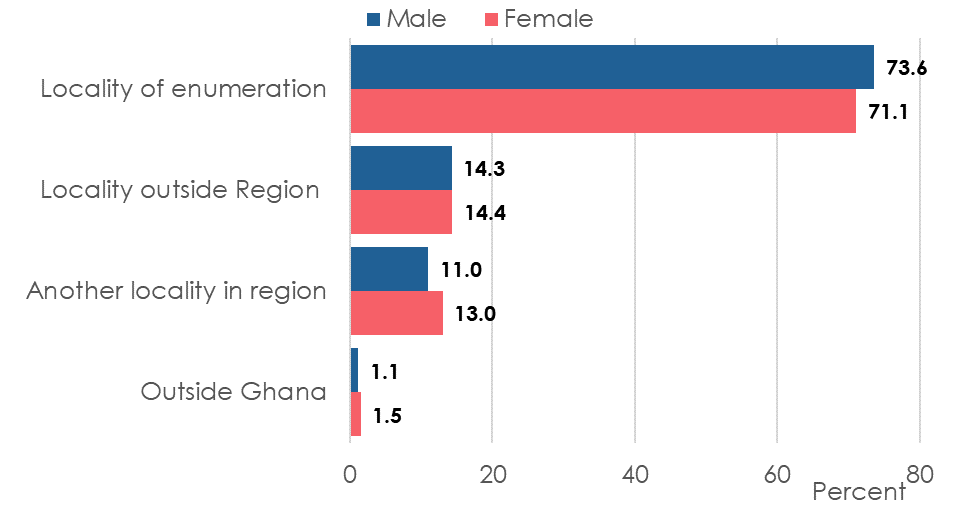 Male Female
Locality of enumeration 73.6
71.1
Locality outside Region 14.3
14.4
Another locality in region 11.0
13.0
Outside Ghana 1.1
1.5
0 20 40 60 80
Percent